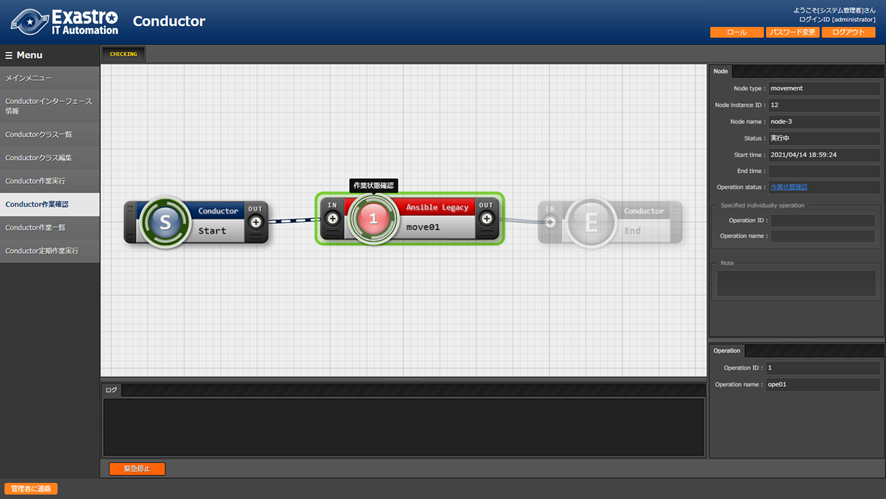 Exastro
IT Automation
Conductor
ようこそ[システム管理者]さん
ログインID [administrator]
ロール
パスワード変更
ログアウト
Menu
メインメニュー
Conductorインターフェース
情報
Conductorクラス一覧
Conductorクラス編集
Conductor作業実行
Conductor作業確認
Conductor作業一覧
Conductor定期作業実行
CHECKING
作業状態確認
S
Conductor
Start
OUT
IN
1
Ansible Legacy
move01
OUT
IN
E
Conductor
End
OUT
Node
Node type : movement
Node instance ID : 12
Node name : node-3
Status : 実行中
Start time : 2021/04/14 18:59:24
End time :
Operation status : 作業状態確認
Specified individually operation
Operation ID :
Operation name :
Note
Operation
Operation ID : 1
Operation name : ope01
ログ
緊急停止
管理者に連絡